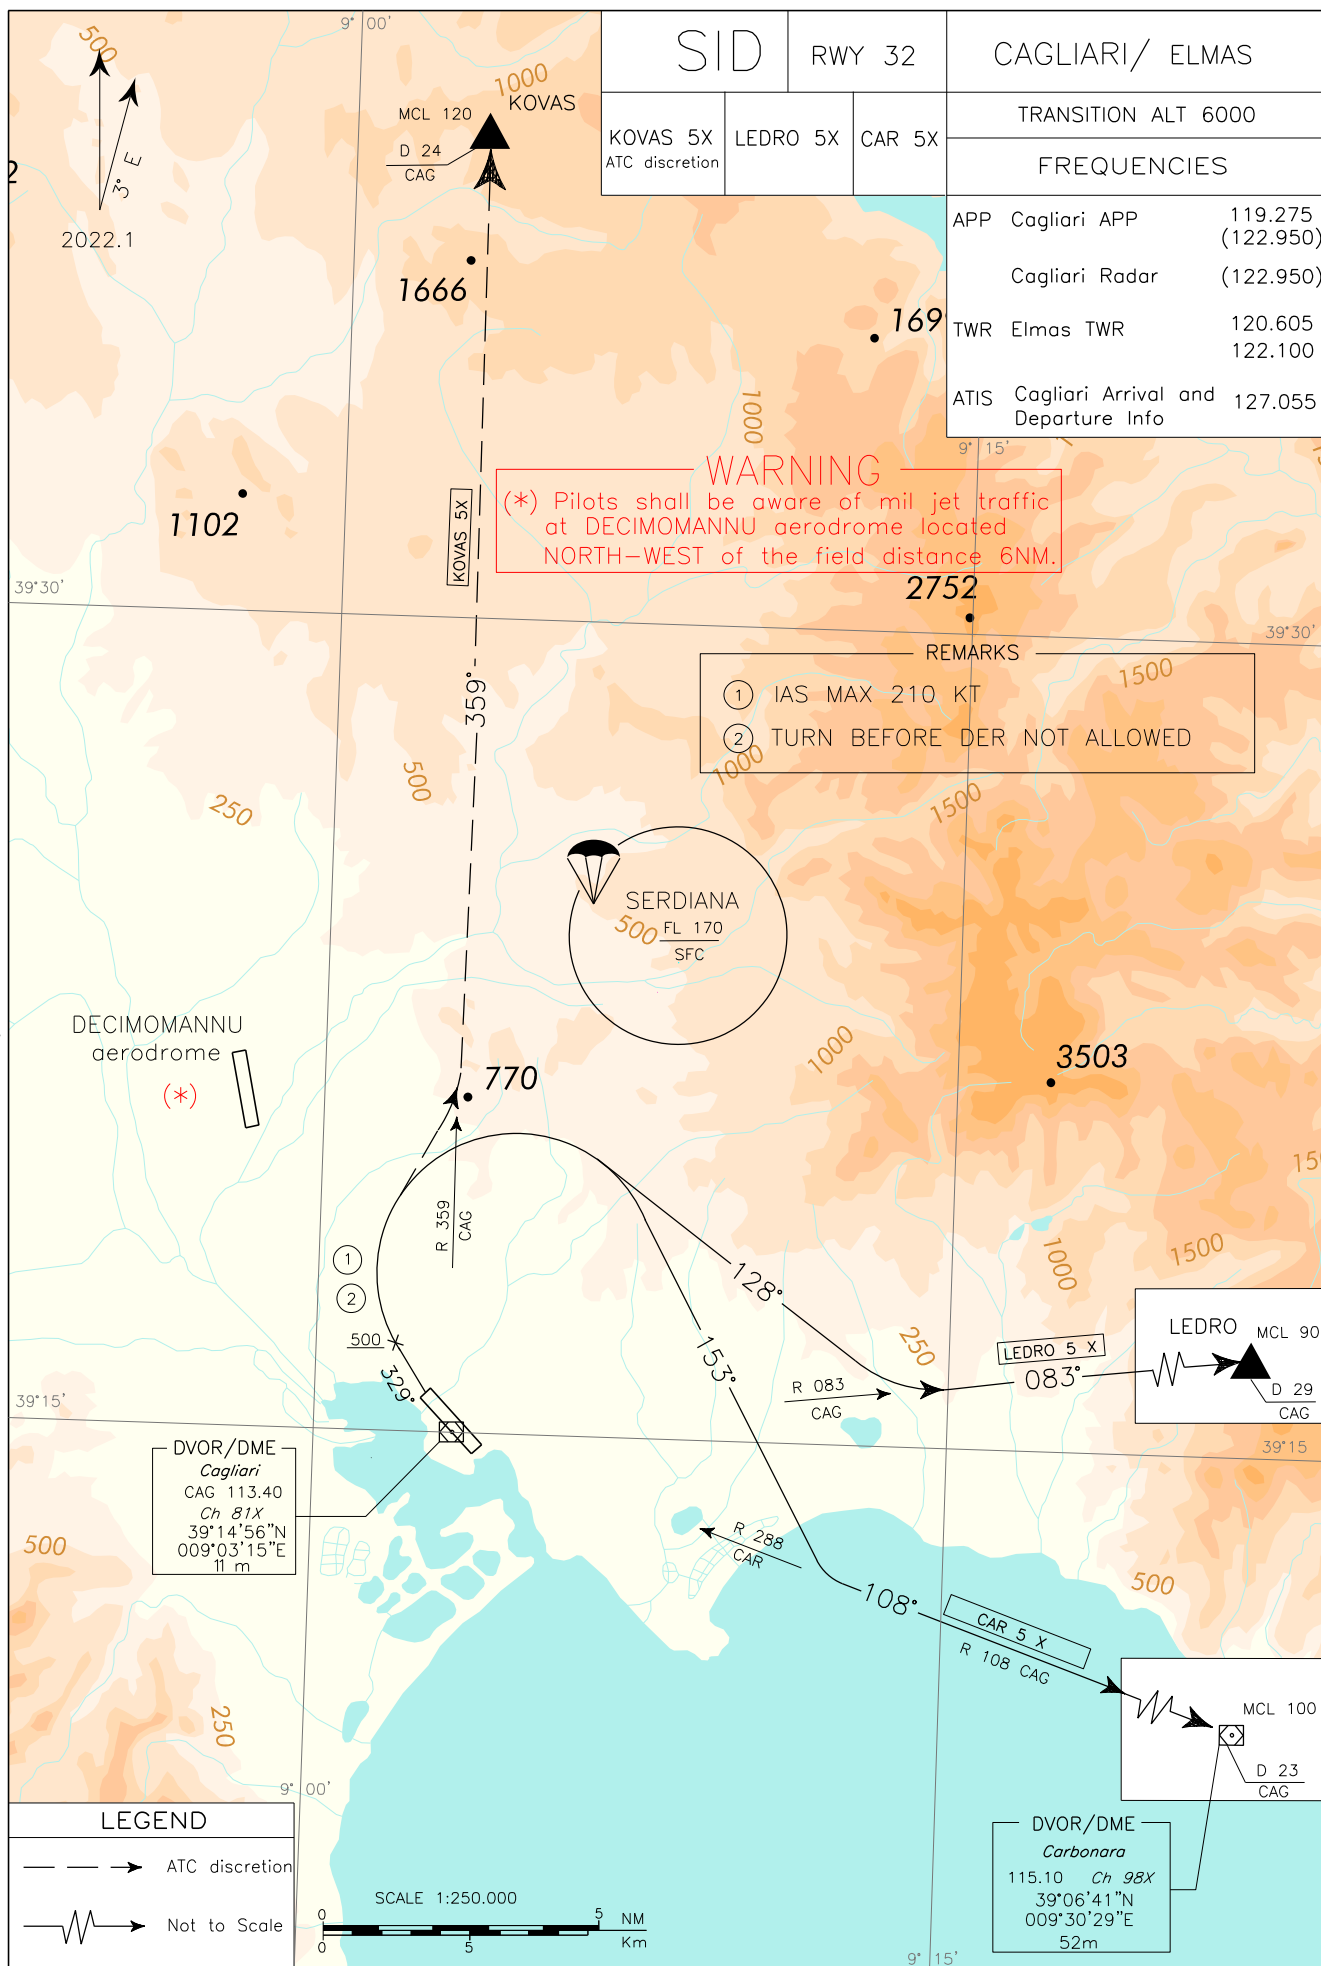 SID
RWY 32
CAGLIARI/ ELMAS
KOVAS 5X
ATC discretion
LEDRO 5X
CAR 5X
TRANSITION ALT 6000
FREQUENCIES
APP Cagliari APP 119.275
(122.950)
Cagliari Radar (122.950)
TWR Elmas TWR 120.605
122.100
ATIS Cagliari Arrival and 127.055
Departure Info
9° 00'
500
3° E
2022.1
2
1000
KOVAS
MCL 120
D 24
CAG
1666
169
1000
9° 15'
WARNING
(*) Pilots shall be aware of mil jet traffic
at DECIMOMANNU aerodrome located
NORTH-WEST of the field distance 6NM.
1102
KOVAS 5X
39°30'
2752
39°30'
REMARKS
1 IAS MAX 210 KT
2 TURN BEFORE DER NOT ALLOWED
1500
359°
500
1000
250
1500
SERDIANA
500
FL 170
SFC
DECIMOMANNU
aerodrome
(*)
1000
3503
770
150
R 359
CAG
1
2
128°
1000
1500
500
329°
153°
250
LEDRO 5 X
083°
LEDRO
MCL 90
D 29
CAG
R 083
CAG
39°15'
39°15
DVOR/DME
Cagliari
CAG 113.40
Ch 81X
39°14'56"N
009°03'15"E
11 m
500
R 288
CAR
108°
CAR 5 X
R 108 CAG
500
250
MCL 100
D 23
CAG
9° 00'
DVOR/DME
Carbonara
115.10 Ch 98X
39°06'41"N
009°30'29"E
52m
LEGEND
ATC discretion
Not to Scale
SCALE 1:250.000
0 5 NM
0 5 Km
9° 15'